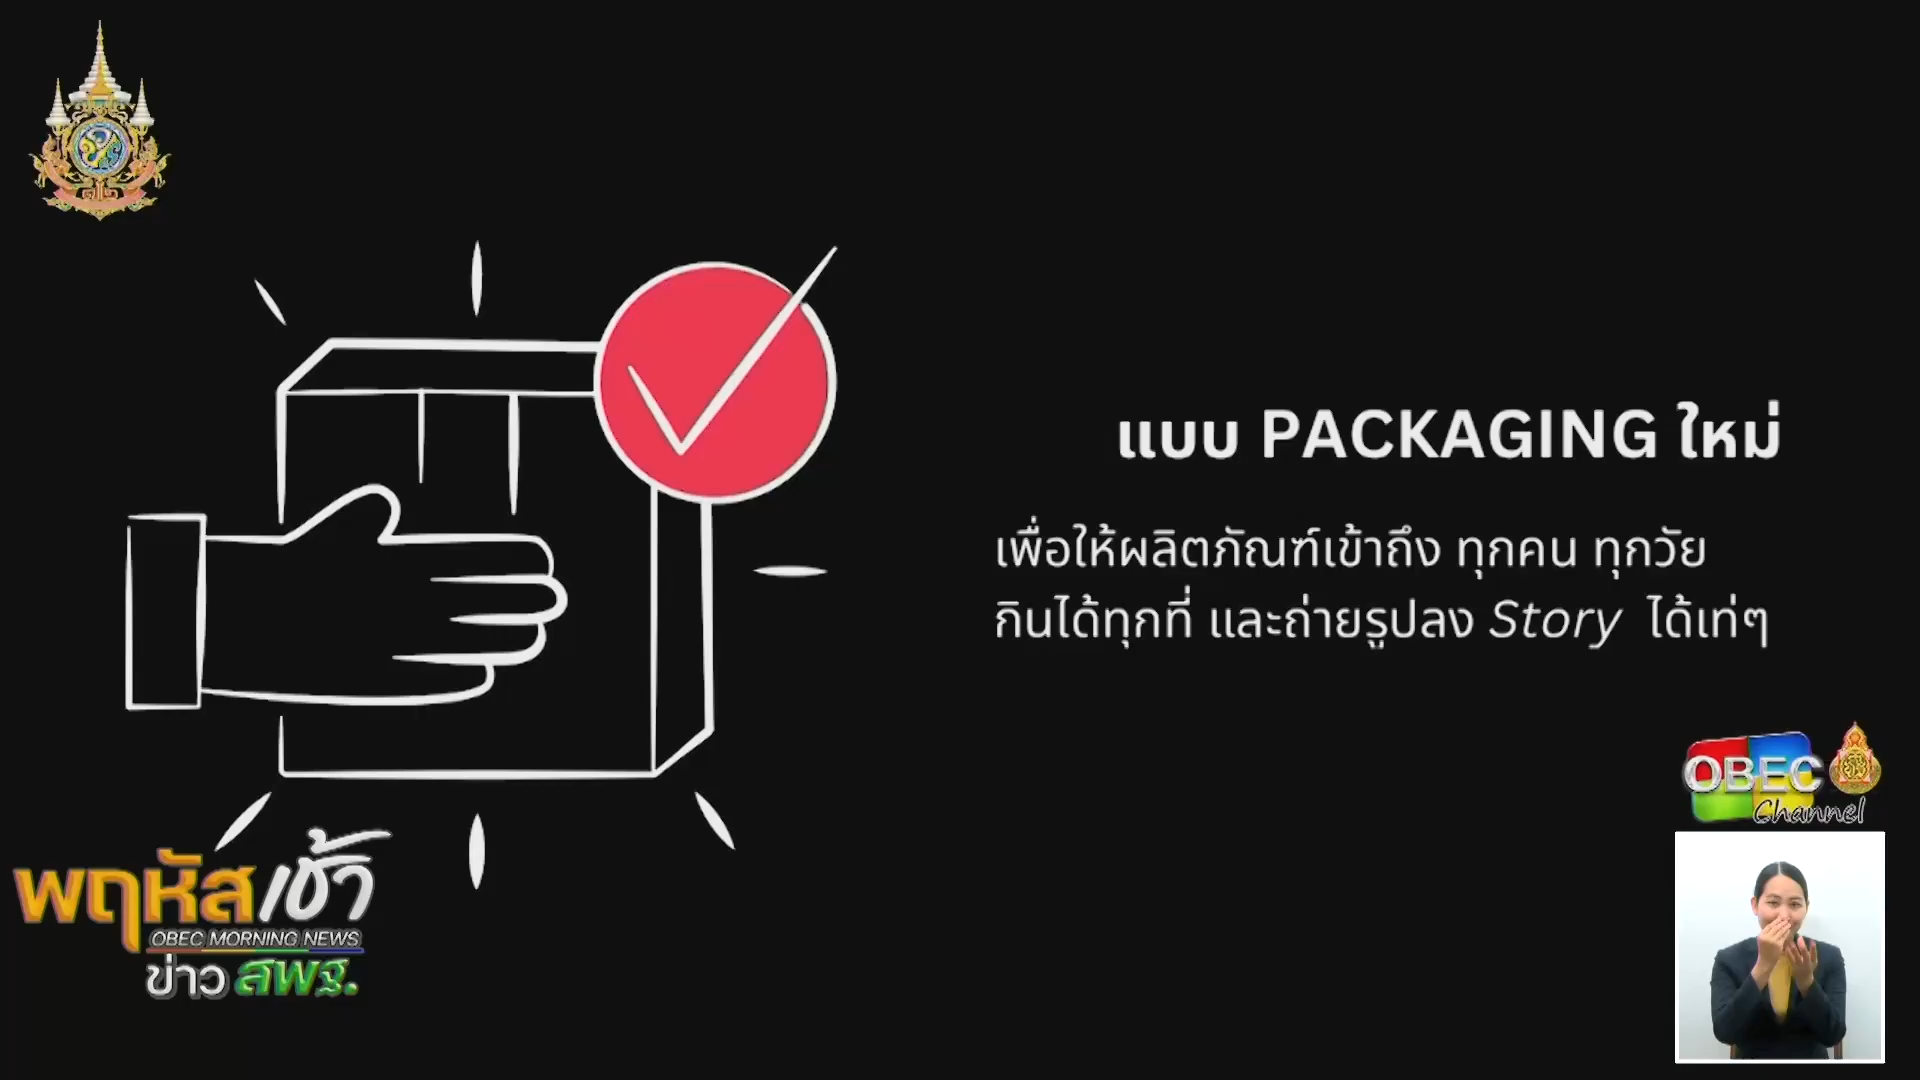 แบบ PACKAGING ใหม่
เพื่อให้ผลิตภัณฑ์เข้าถึง ทุกคน ทุกวัย
กินได้ทุกที่ และถ่ายรูปลง Story ได้เท่ๆ
OBEC
Channel
พฤหัสเช้า
OBEC MORNING NEWS
ข่าว สพฐ.